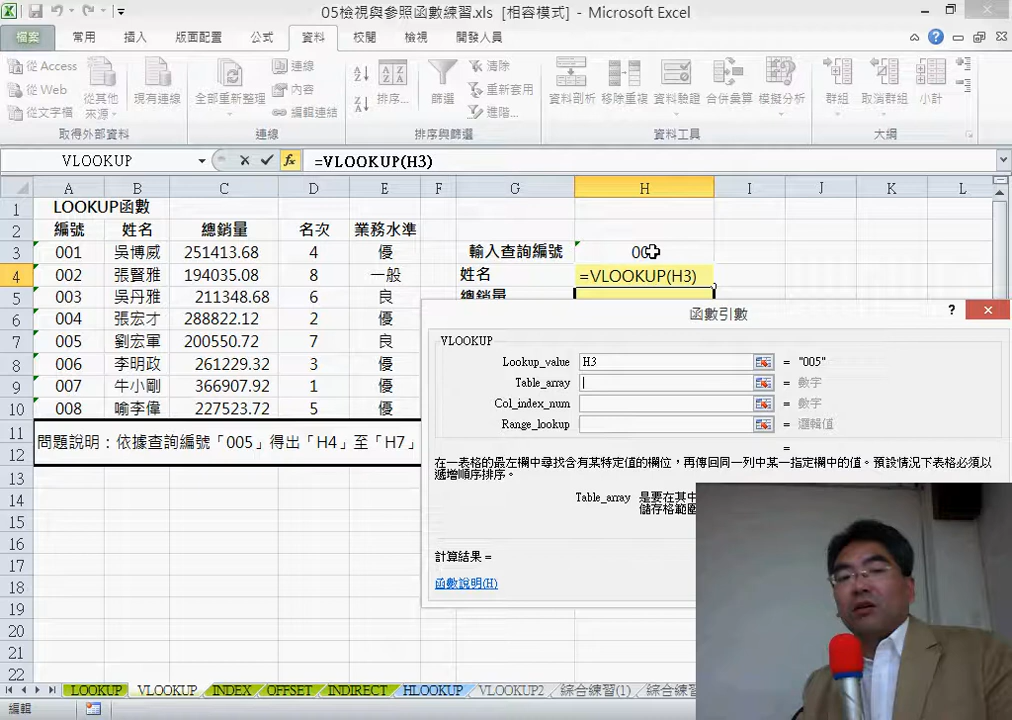 05檢視與參照函數練習.xls [相容模式] - Microsoft Excel
檔案 常用 插入 版面配置 公式 資料 校閱 檢視 開發人員
從 Access
從 Web
從文字檔
從其他來源
現有連線
全部重新整理
連線
內容
編輯連結
排序...
篩選
清除
重新套用
進階...
資料剖析 移除重複 資料驗證 合併彙算 模擬分析
群組 取消群組 小計
取得外部資料 連線 排序與篩選 資料工具 大綱
VLOOKUP fx =VLOOKUP(H3)
A B C D E F G H I J K L
1 LOOKUP函數
2 編號 姓名 總銷量 名次 業務水準
3 001 吳博威 251413.68 4 優 輸入查詢編號
4 002 張賢雅 194035.08 8 一般 姓名 =VLOOKUP(H3)
5 003 吳丹雅 211348.68 6 良 總銷量
6 004 張宏才 288822.12 2 優
7 005 劉宏軍 200550.72 7 良
8 006 李明政 261229.32 3 優
9 007 牛小剛 366907.92 1 優
10 008 喻李偉 227523.72 5 優
11
12
問題說明：依據查詢編號「005」得出「H4」至「H7」
13
14
15
16
17
18
19
20
21
22
函數引數
?
VLOOKUP
Lookup_value H3 = "005"
Table_array = 數字
Col_index_num = 數字
Range_lookup = 邏輯值
=
在一表格的最左欄中尋找含有某特定值的欄位，再傳回同一列中某一指定欄中的值。預設情況下表格必須以
遞增順序排序。
Table_array 是要在其中
儲存格範圍
計算結果 =
函數說明(H)
LOOKUP VLOOKUP INDEX OFFSET INDIRECT HLOOKUP VLOOKUP2 綜合練習(1) 綜合練
編輯